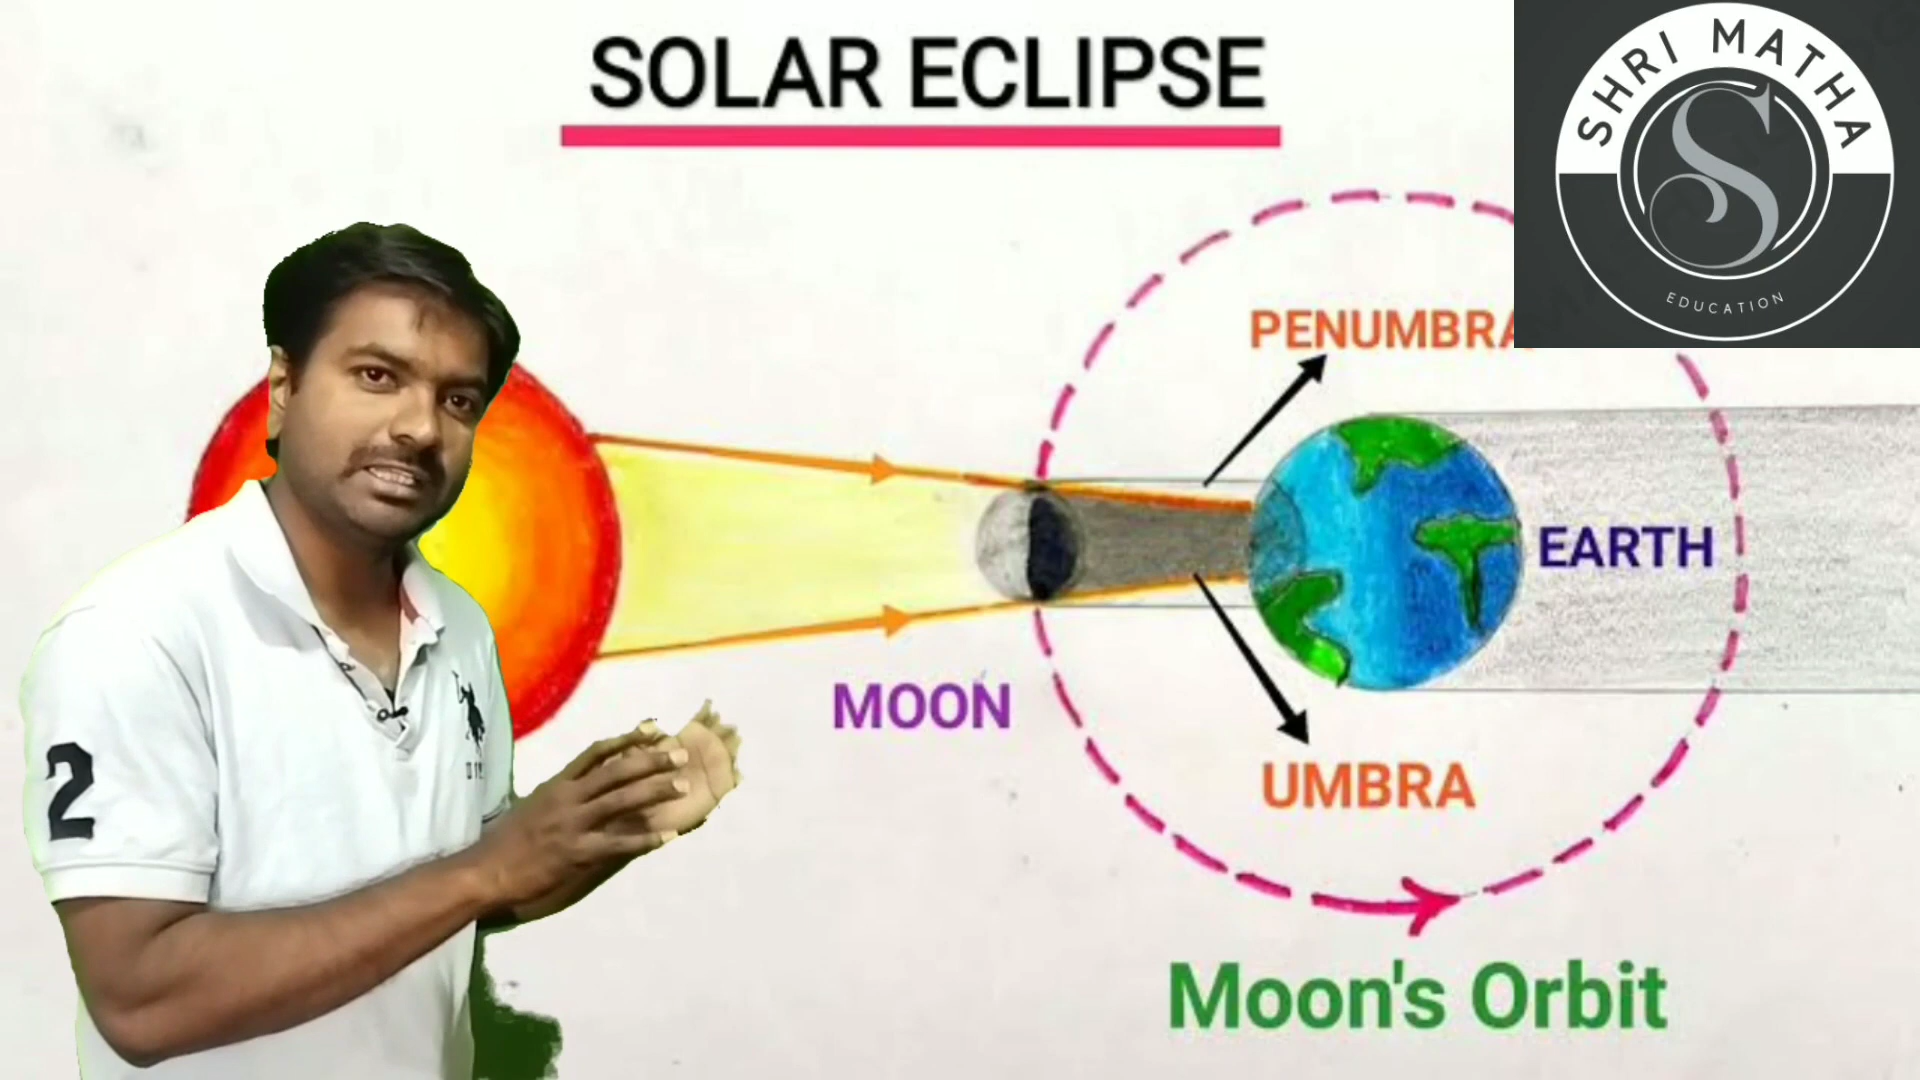 SOLAR ECLIPSE
SHRI MATHA
EDUCATION
PENUMBRA
EARTH
MOON
UMBRA
Moon's Orbit
2